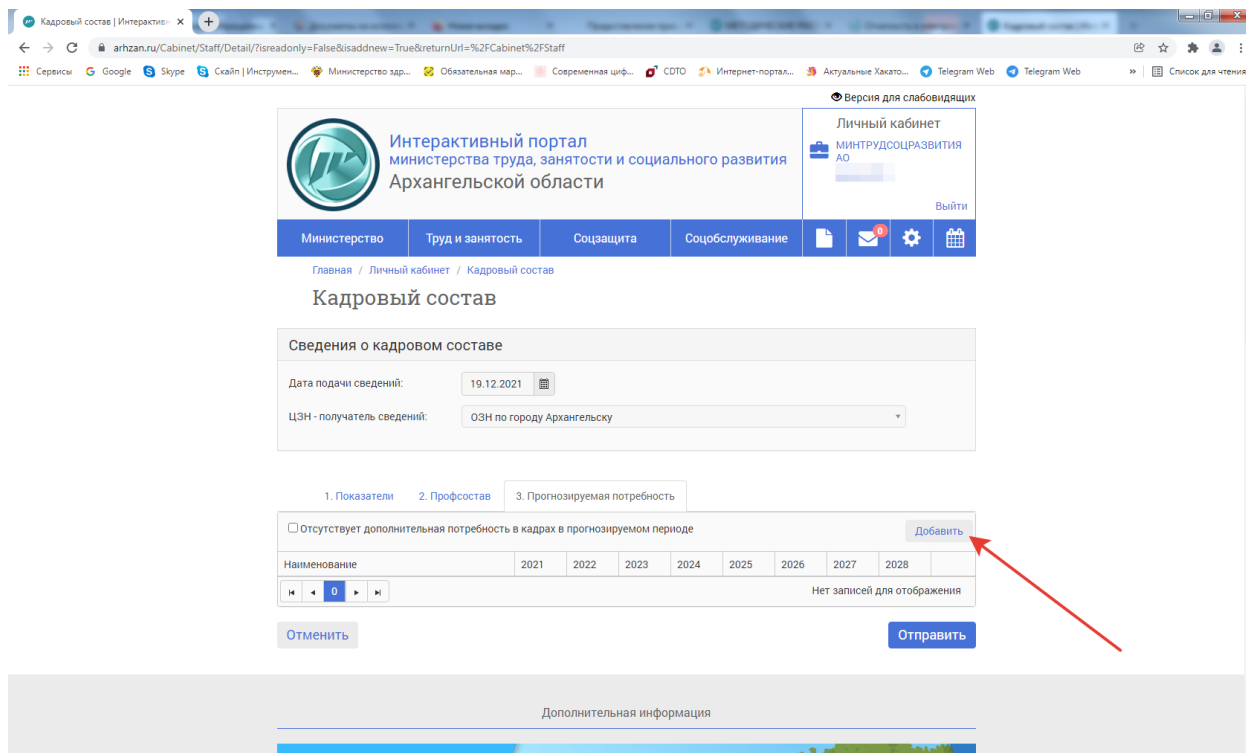 Кадровый состав | Интерактивн
arhzan.ru/Cabinet/Staff/Detail/?isreadonly=False&isaddnew=True&returnUrl=%2FCabinet%2FStaff
Сервисы Google Skype Скайп | Инструмен... Министерство здр... Обязательная мар... Современная циф... CDTO Интернет-портал... Актуальные Хакато... Telegram Web Telegram Web » Список для чтения
Версия для слабовидящих
Интерактивный портал
министерства труда, занятости и социального развития
Архангельской области
Личный кабинет
МИНТРУДСОЦРАЗВИТИЯ
АО
Выйти
Министерство Труд и занятость Соцзащита Соцобслуживание 0
Главная / Личный кабинет / Кадровый состав
Кадровый состав
Сведения о кадровом составе
Дата подачи сведений: 19.12.2021
ЦЗН - получатель сведений: ОЗН по городу Архангельску
1. Показатели 2. Профсостав 3. Прогнозируемая потребность
Отсутствует дополнительная потребность в кадрах в прогнозируемом периоде Добавить
Наименование 2021 2022 2023 2024 2025 2026 2027 2028
0 Нет записей для отображения
Отменить Отправить
Дополнительная информация